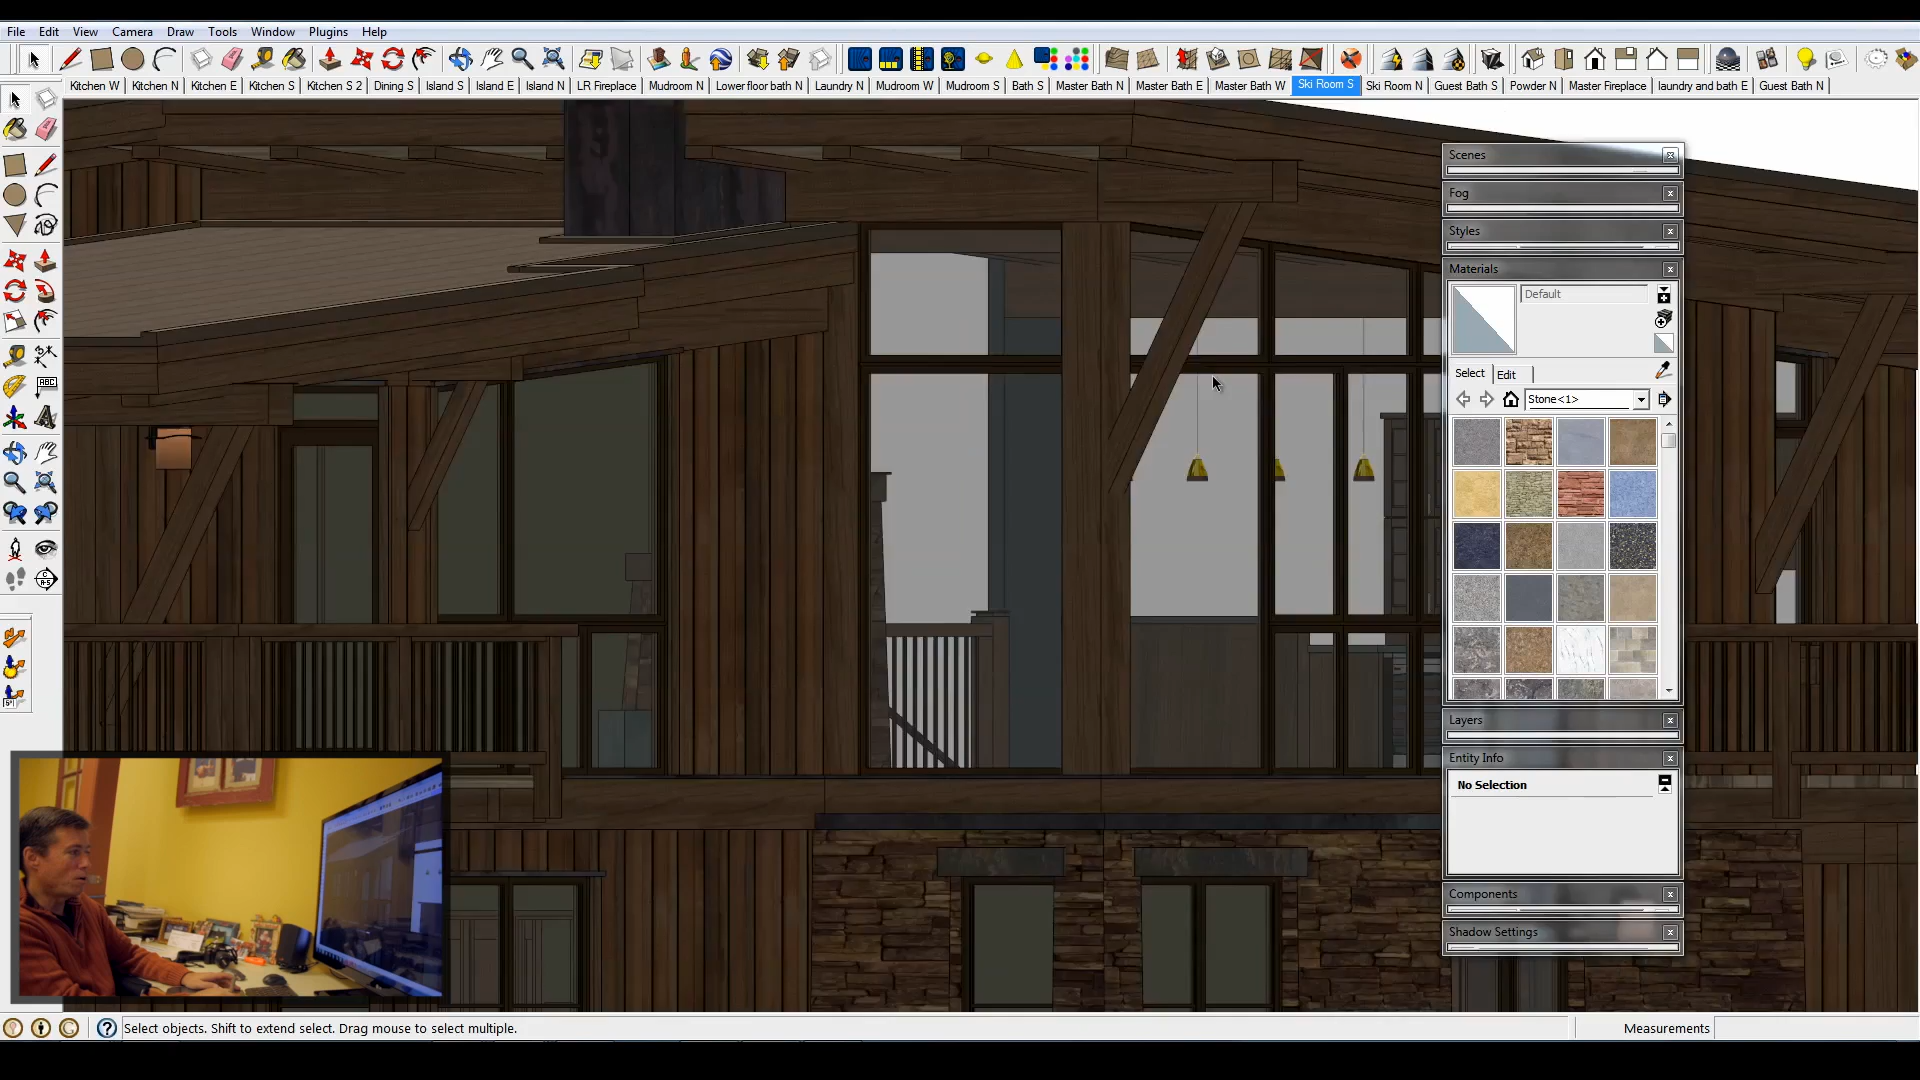 File Edit View Camera Draw Tools Window Plugins Help
Kitchen W Kitchen N Kitchen E Kitchen S Kitchen S 2 Dining S Island S Island E Island N LR Fireplace Mudroom N Lower floor bath N Laundry N Mudroom W Mudroom S Bath S Master Bath N Master Bath E Master Bath W Ski Room S Ski Room N Guest Bath S Powder N Master Fireplace laundry and bath E Guest Bath N
Scenes
Fog
Styles
Materials
Default
Select Edit
Stone<1>
ABC
Layers
Entity Info
No Selection
Components
Shadow Settings
Select objects. Shift to extend select. Drag mouse to select multiple.
Measurements